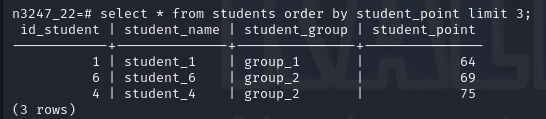 n3247_22=# select * from students order by student_point limit 3;
 id_student | student_name | student_group | student_point
------------+--------------+---------------+---------------
          1 | student_1    | group_1       |            64
          6 | student_6    | group_2       |            69
          4 | student_4    | group_2       |            75
(3 rows)